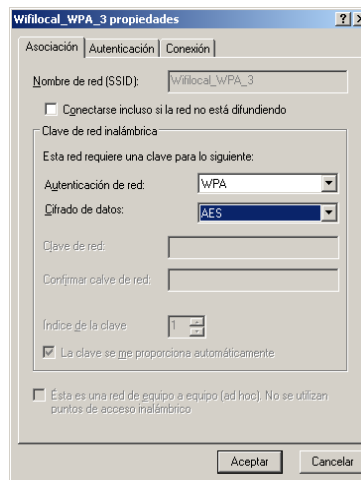 Wifilocal_WPA_3 propiedades
Asociación Autenticación Conexión
Nombre de red (SSID): Wifilocal_WPA_3
Conectarse incluso si la red no está difundiendo
Clave de red inalámbrica
Esta red requiere una clave para lo siguiente:
Autenticación de red: WPA
Cifrado de datos: AES
Clave de red:
Confirmar calve de red:
Índice de la clave 1
La clave se me proporciona automáticamente
Ésta es una red de equipo a equipo (ad hoc). No se utilizan
puntos de acceso inalámbrico
Aceptar Cancelar